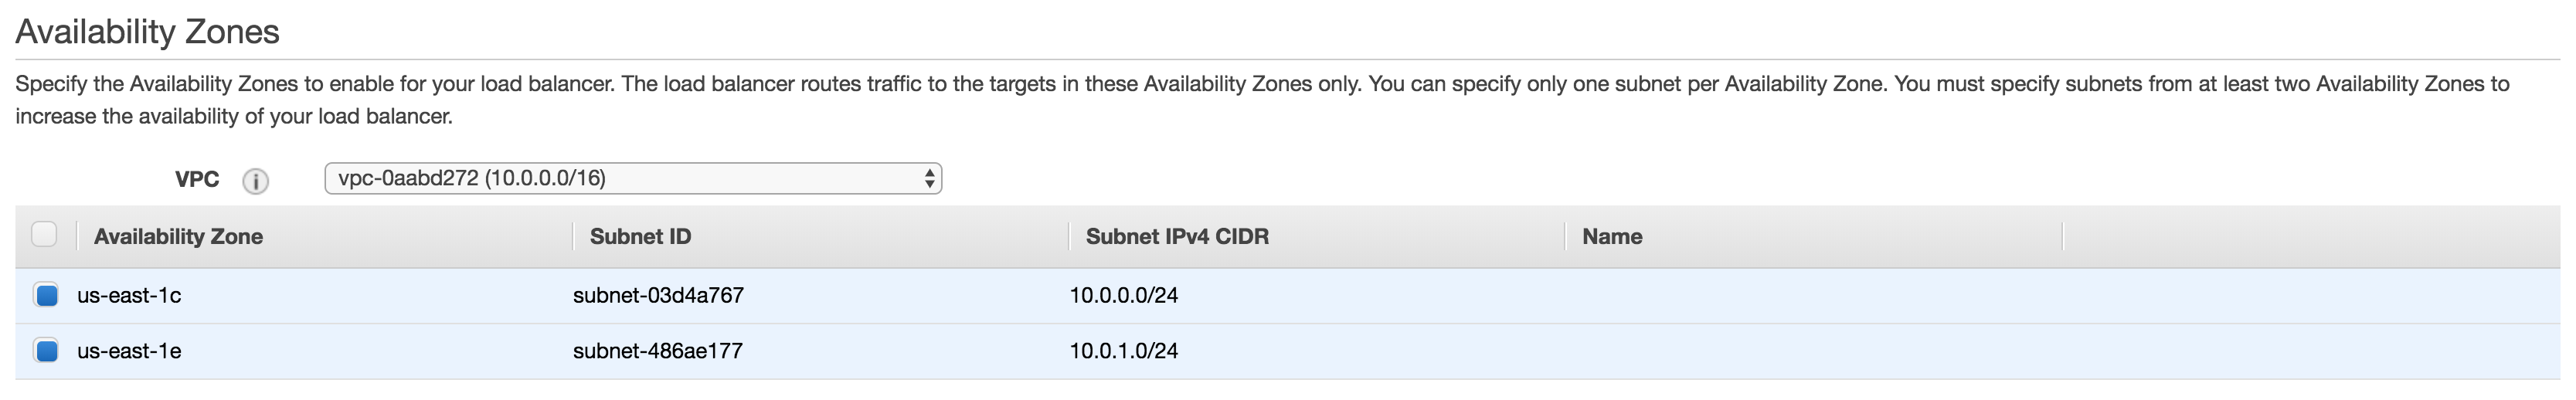 Availability Zones
Specify the Availability Zones to enable for your load balancer. The load balancer routes traffic to the targets in these Availability Zones only. You can specify only one subnet per Availability Zone. You must specify subnets from at least two Availability Zones to
increase the availability of your load balancer.
VPC i vpc-0aabd272 (10.0.0.0/16)
Availability Zone Subnet ID Subnet IPv4 CIDR Name
us-east-1c subnet-03d4a767 10.0.0.0/24
us-east-1e subnet-486ae177 10.0.1.0/24